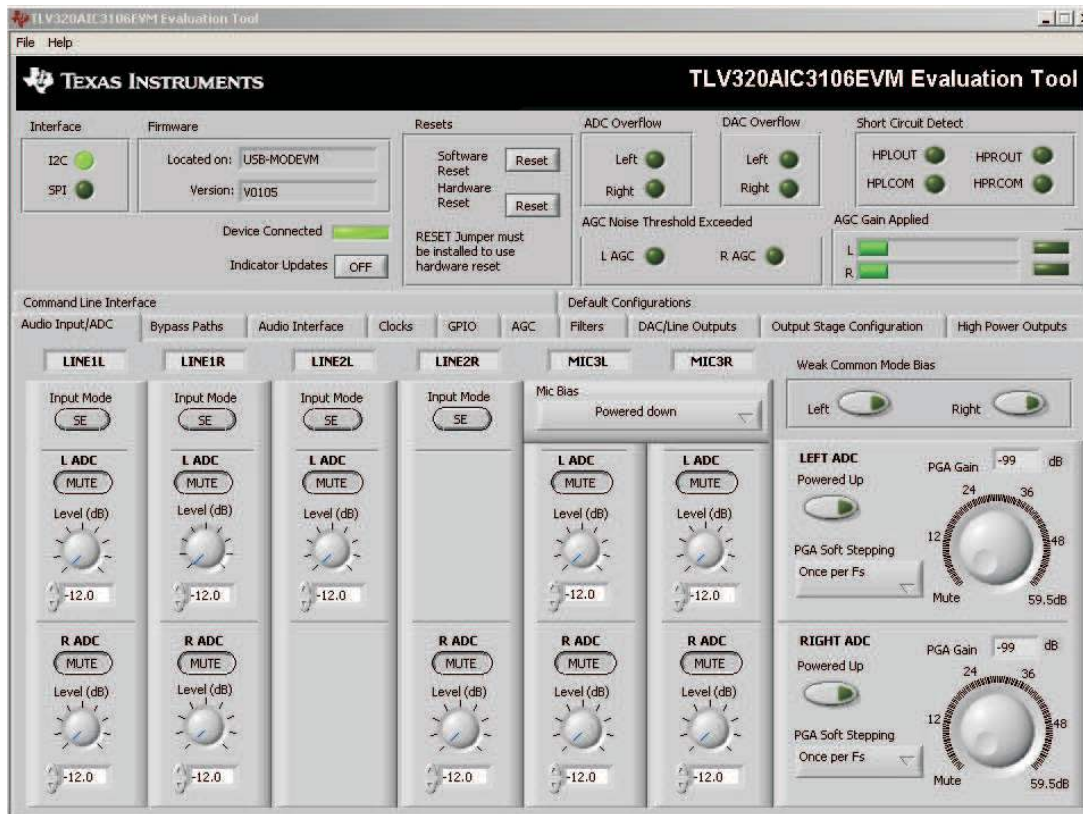 TLV320AIC3106EVM Evaluation Tool
File Help
TEXAS INSTRUMENTS
TLV320AIC3106EVM Evaluation Tool
Interface
I2C
SPI
Firmware
Located on: USB-MODEVM
Version: V0105
Device Connected
Indicator Updates OFF
Resets
Software Reset Reset
Hardware Reset Reset
RESET Jumper must
be installed to use
hardware reset
ADC Overflow
Left
Right
DAC Overflow
Left
Right
Short Circuit Detect
HPLOUT HPROUT
HPLCOM HPRCOM
AGC Noise Threshold Exceeded
L AGC R AGC
AGC Gain Applied
L
R
Command Line Interface Default Configurations
Audio Input/ADC Bypass Paths Audio Interface Clocks GPIO AGC Filters DAC/Line Outputs Output Stage Configuration High Power Outputs
LINE1L LINE1R LINE2L LINE2R MIC3L MIC3R
Input Mode Input Mode Input Mode Input Mode
SE SE SE SE
Mic Bias
Powered down
L ADC L ADC L ADC L ADC L ADC
MUTE MUTE MUTE MUTE MUTE
Level (dB) Level (dB) Level (dB) Level (dB) Level (dB)
-12.0 -12.0 -12.0 -12.0 -12.0
R ADC R ADC R ADC R ADC R ADC
MUTE MUTE MUTE MUTE MUTE
Level (dB) Level (dB) Level (dB) Level (dB) Level (dB)
-12.0 -12.0 -12.0 -12.0 -12.0
Weak Common Mode Bias
Left Right
LEFT ADC
Powered Up
PGA Gain -99 dB
PGA Soft Stepping
Once per Fs
24 36
12 48
Mute 59.5dB
RIGHT ADC
Powered Up
PGA Gain -99 dB
PGA Soft Stepping
Once per Fs
24 36
12 48
Mute 59.5dB